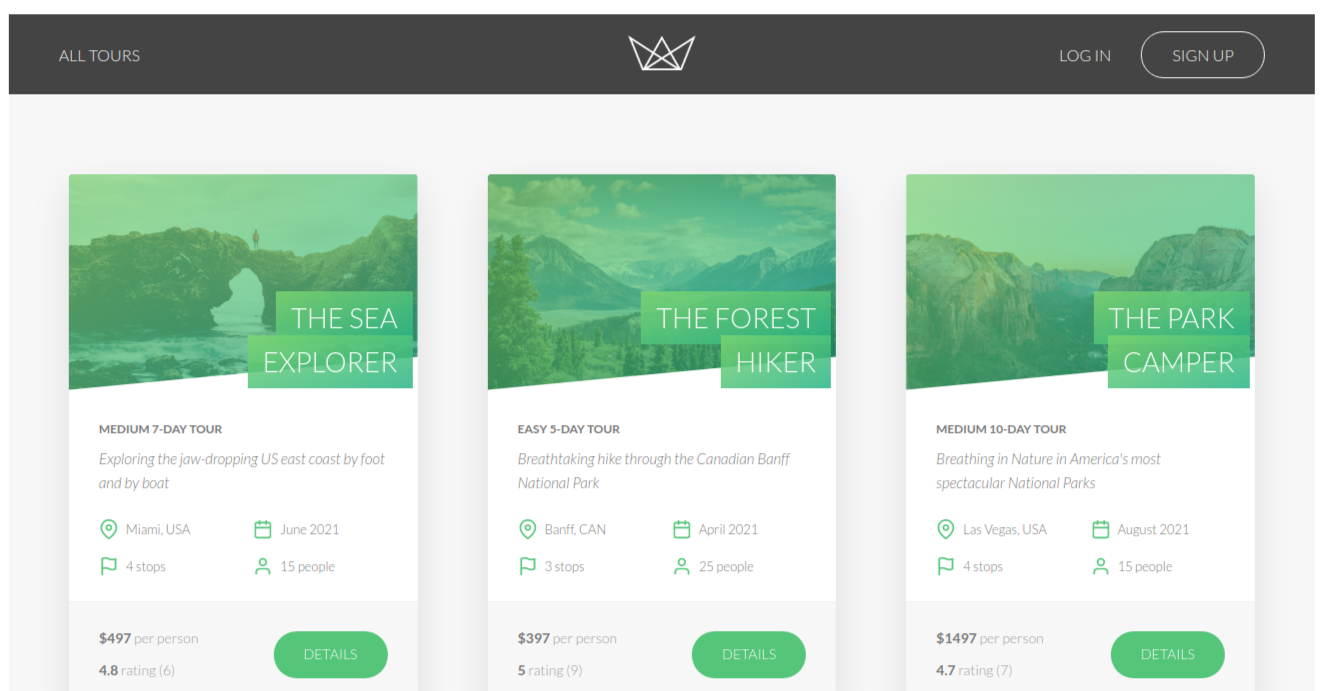 ALL TOURS
LOG IN
SIGN UP
THE SEA
EXPLORER
MEDIUM 7-DAY TOUR
Exploring the jaw-dropping US east coast by foot
and by boat
Miami, USA
June 2021
4 stops
15 people
$497 per person
4.8 rating (6)
DETAILS
THE FOREST
HIKER
EASY 5-DAY TOUR
Breathtaking hike through the Canadian Banff
National Park
Banff, CAN
April 2021
3 stops
25 people
$397 per person
5 rating (9)
DETAILS
THE PARK
CAMPER
MEDIUM 10-DAY TOUR
Breathing in Nature in America's most
spectacular National Parks
Las Vegas, USA
August 2021
4 stops
15 people
$1497 per person
4.7 rating (7)
DETAILS